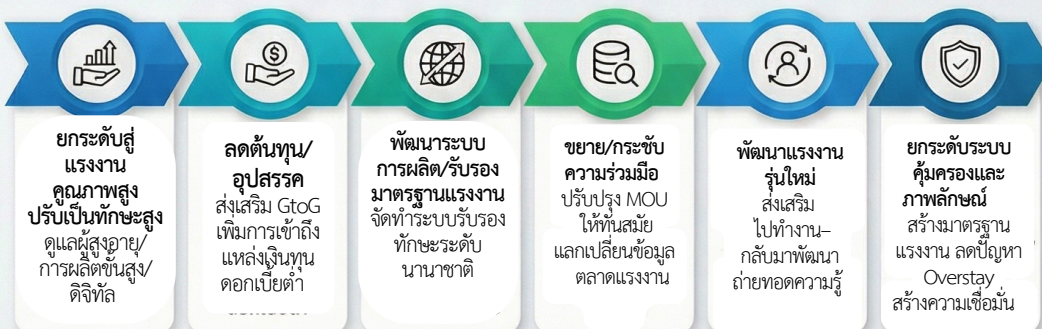 ยกระดับสู่
แรงงาน
คุณภาพสูง
ปรับเป็นทักษะสูง
ดูแลผู้สูงอายุ/
การผลิตขั้นสูง/
ดิจิทัล
ลดต้นทุน/
อุปสรรค
ส่งเสริม GtoG
เพิ่มการเข้าถึง
แหล่งเงินทุน
ดอกเบี้ยต่ำ
พัฒนาระบบ
การผลิต/รับรอง
มาตรฐานแรงงาน
จัดทำระบบรับรอง
ทักษะระดับ
นานาชาติ
ขยาย/กระชับ
ความร่วมมือ
ปรับปรุง MOU
ให้ทันสมัย
แลกเปลี่ยนข้อมูล
ตลาดแรงงาน
พัฒนาแรงงาน
รุ่นใหม่
ส่งเสริม
ไปทำงาน–
กลับมาพัฒนา
ถ่ายทอดความรู้
ยกระดับระบบ
คุ้มครองและ
ภาพลักษณ์
สร้างมาตรฐาน
แรงงาน ลดปัญหา
Overstay
สร้างความเชื่อมั่น